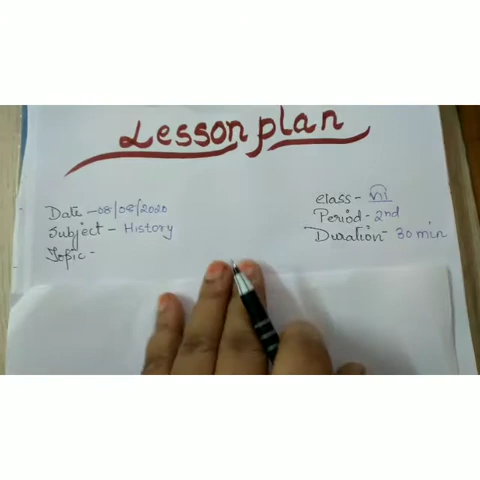 Lesson plan
Date - 08/08/2020
Subject - History
Topic -
Class - VII
Period - 2nd
Duration - 30 min